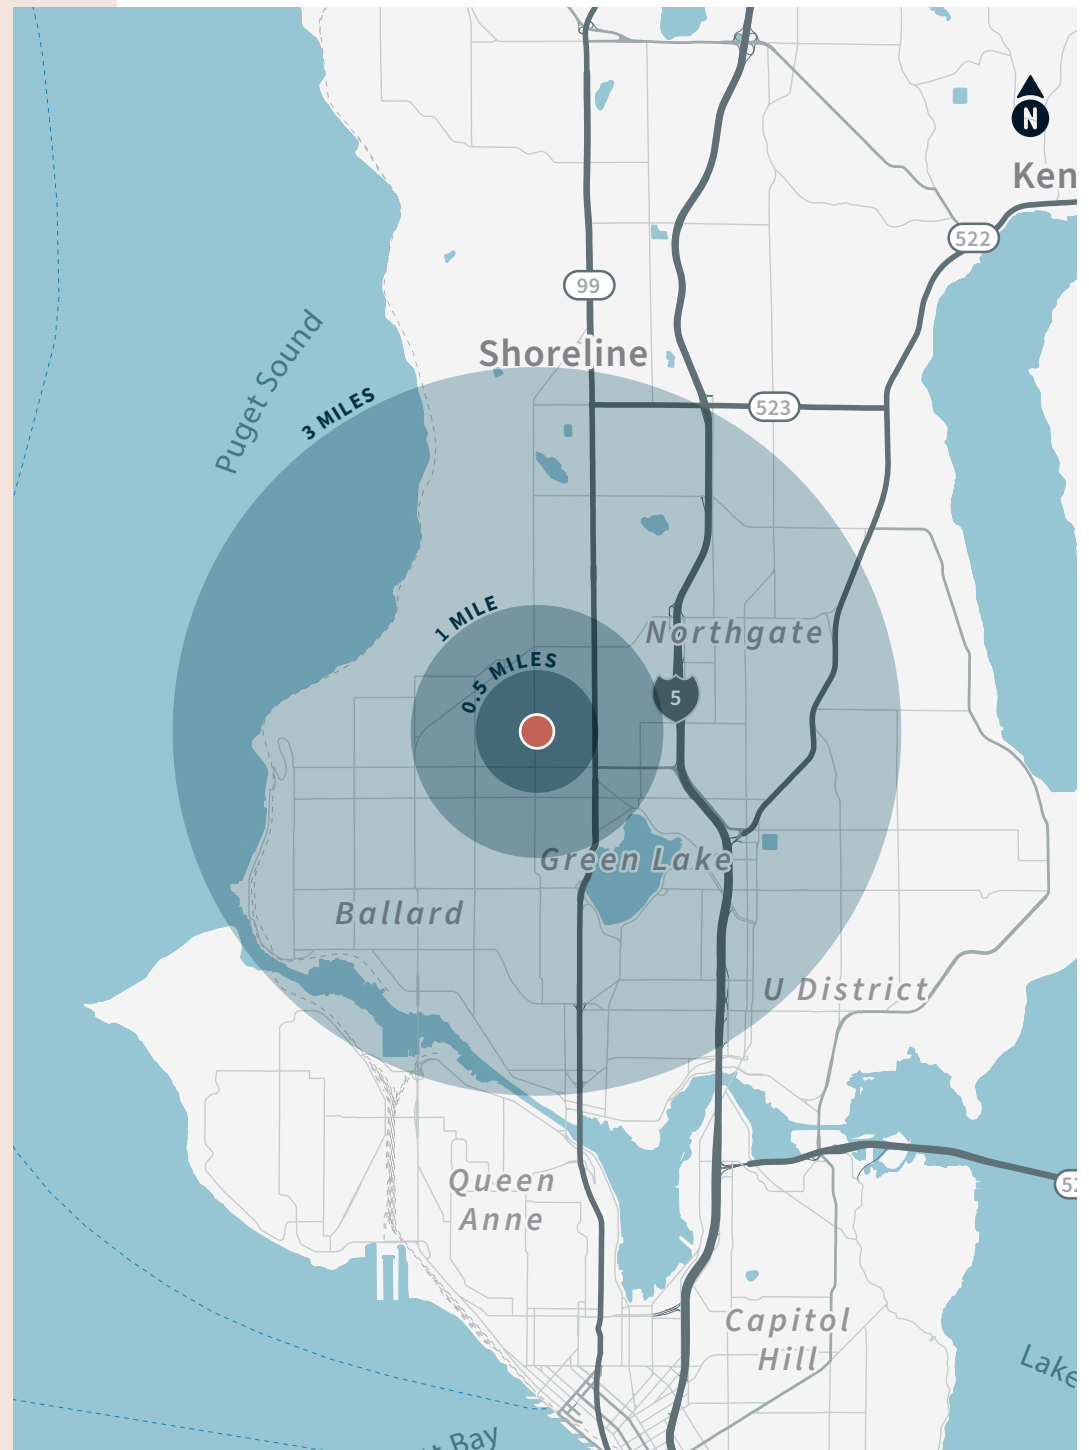 N
Ken
522
99
Puget Sound
Shoreline
3 MILES
523
1 MILE
Northgate
0.5 MILES
5
Green Lake
Ballard
U District
Queen
Anne
52
Capitol
Hill
Lake
t Bay